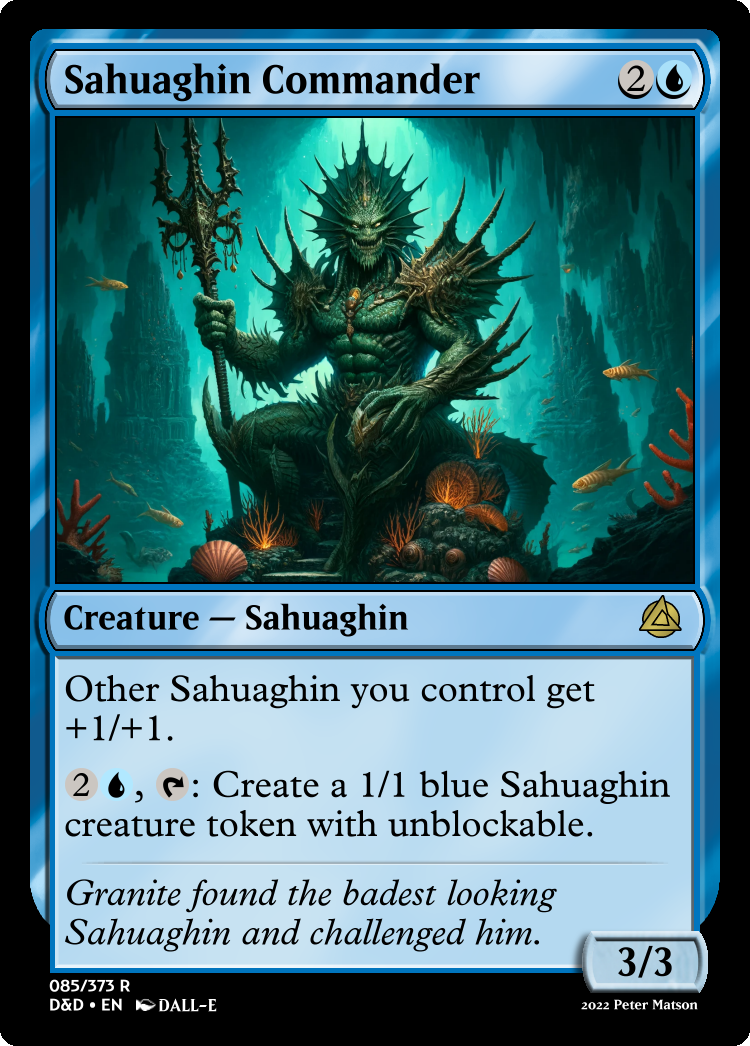 Sahuaghin Commander 2
Creature — Sahuaghin
Other Sahuaghin you control get
+1/+1.
2 , : Create a 1/1 blue Sahuaghin
creature token with unblockable.
Granite found the badest looking
Sahuaghin and challenged him.
3/3
085/373 R
D&D • EN DALL-E
2022 Peter Matson